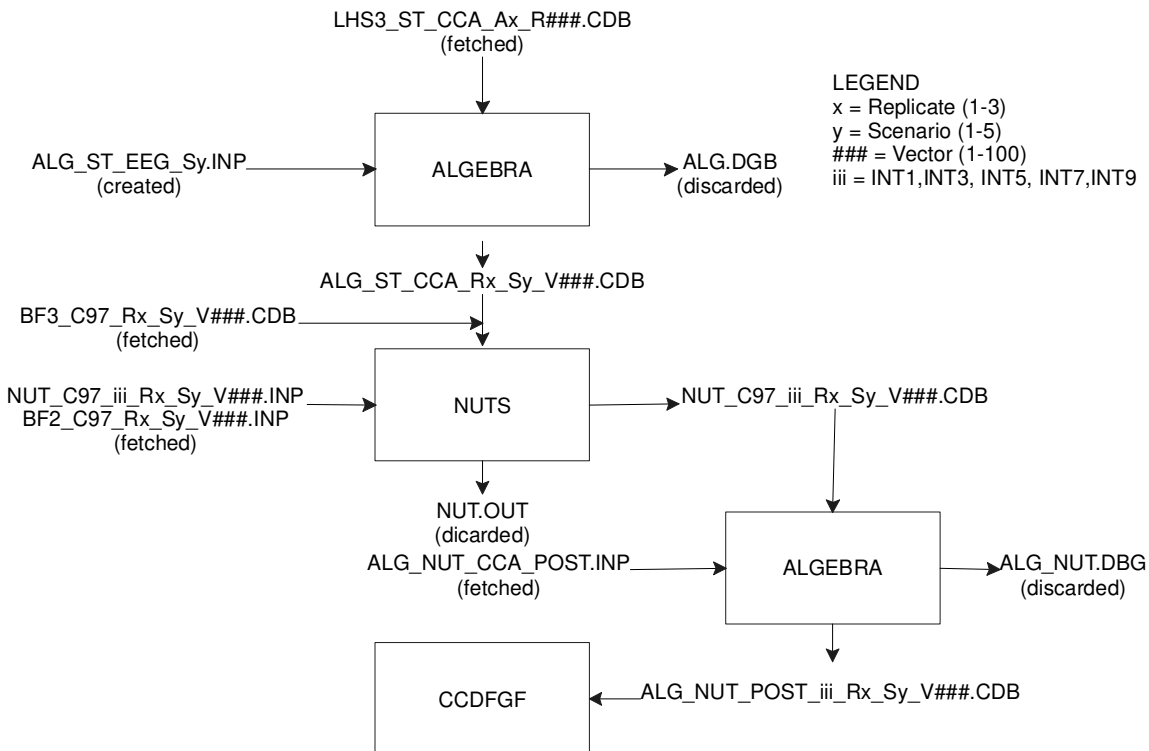 LHS3_ST_CCA_Ax_R###.CDB
(fetched)
LEGEND
x = Replicate (1-3)
y = Scenario (1-5)
### = Vector (1-100)
iii = INT1,INT3, INT5, INT7,INT9
ALG_ST_EEG_Sy.INP
(created)
ALGEBRA
ALG.DGB
(discarded)
ALG_ST_CCA_Rx_Sy_V###.CDB
BF3_C97_Rx_Sy_V###.CDB
(fetched)
NUT_C97_iii_Rx_Sy_V###.INP
BF2_C97_Rx_Sy_V###.INP
(fetched)
NUTS
NUT_C97_iii_Rx_Sy_V###.CDB
NUT.OUT
(dicarded)
ALG_NUT_CCA_POST.INP
(fetched)
ALGEBRA
ALG_NUT.DBG
(discarded)
CCDFGF
ALG_NUT_POST_iii_Rx_Sy_V###.CDB